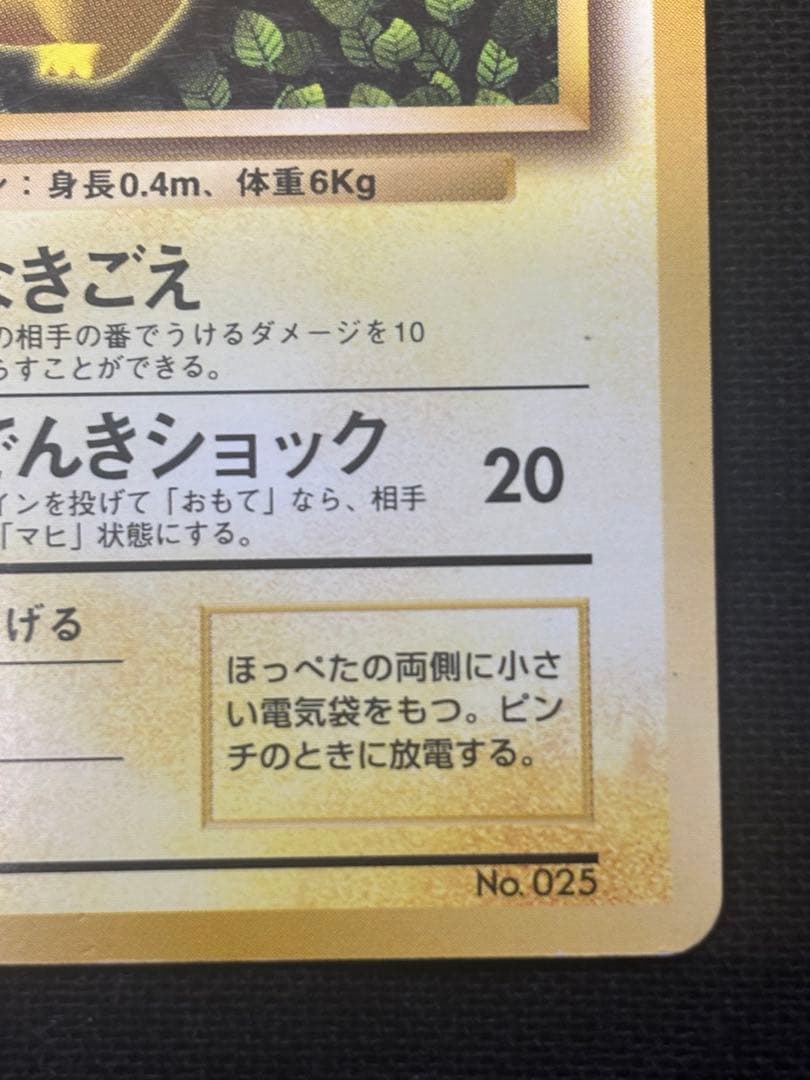 ：身長0.4m、体重6Kg
なきごえ
の相手の番でうけるダメージを10
らすことができる。
でんきショック
20
インを投げて「おもて」なら、相手
「マヒ」状態にする。
げる
ほっぺたの両側に小さ
い電気袋をもつ。ピン
チのときに放電する。
No. 025